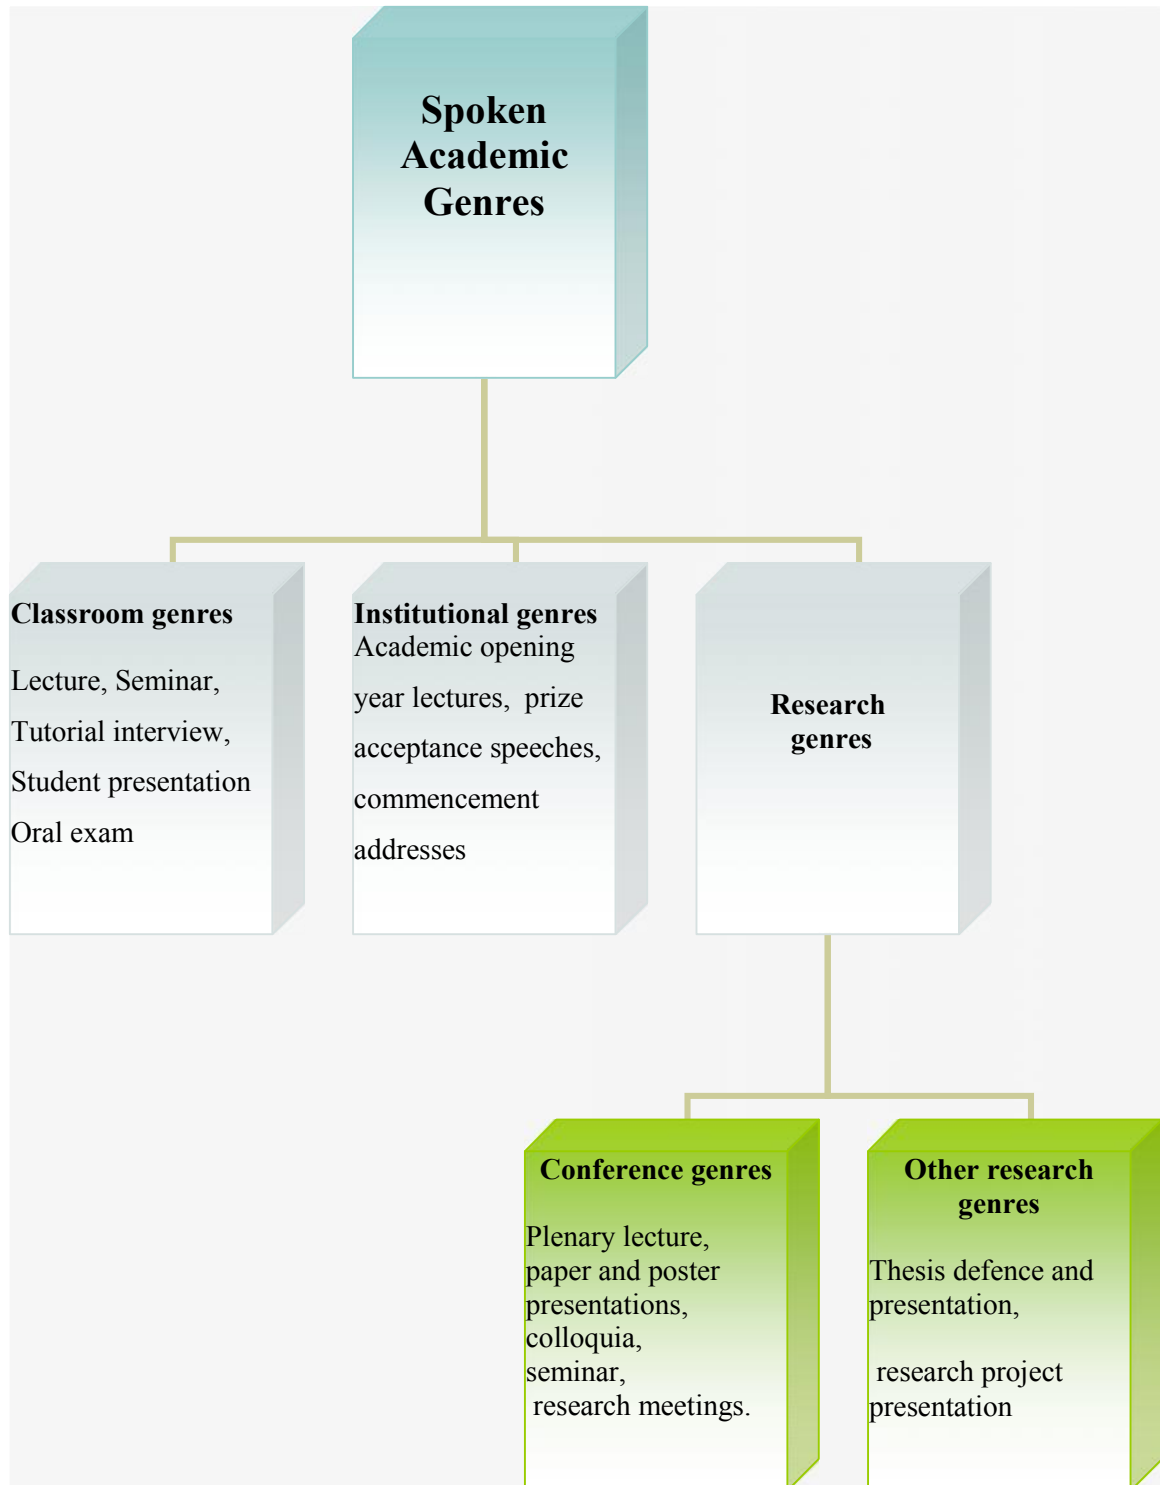 Spoken
Academic
Genres
Classroom genres
Lecture, Seminar,
Tutorial interview,
Student presentation
Oral exam
Institutional genres
Academic opening
year lectures,  prize
acceptance speeches,
commencement
addresses
Research
genres
Conference genres
Plenary lecture,
paper and poster
presentations,
colloquia,
seminar,
research meetings.
Other research
genres
Thesis defence and
presentation,
research project
presentation